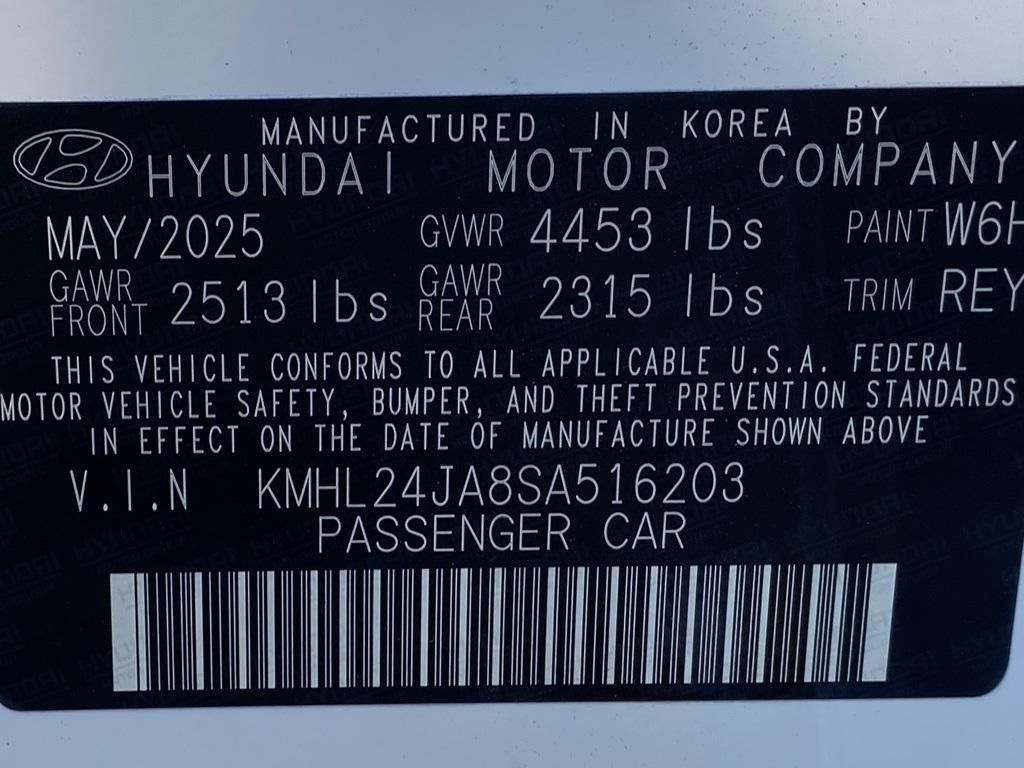 MANUFACTURED IN KOREA BY
HYUNDAI MOTOR COMPANY
MAY/2025 GVWR 4453 lbs PAINT W6H
GAWR FRONT 2513 lbs GAWR REAR 2315 lbs TRIM REY
THIS VEHICLE CONFORMS TO ALL APPLICABLE U.S.A. FEDERAL
MOTOR VEHICLE SAFETY, BUMPER, AND THEFT PREVENTION STANDARDS
IN EFFECT ON THE DATE OF MANUFACTURE SHOWN ABOVE
V.I.N KMHL24JA8SA516203
PASSENGER CAR